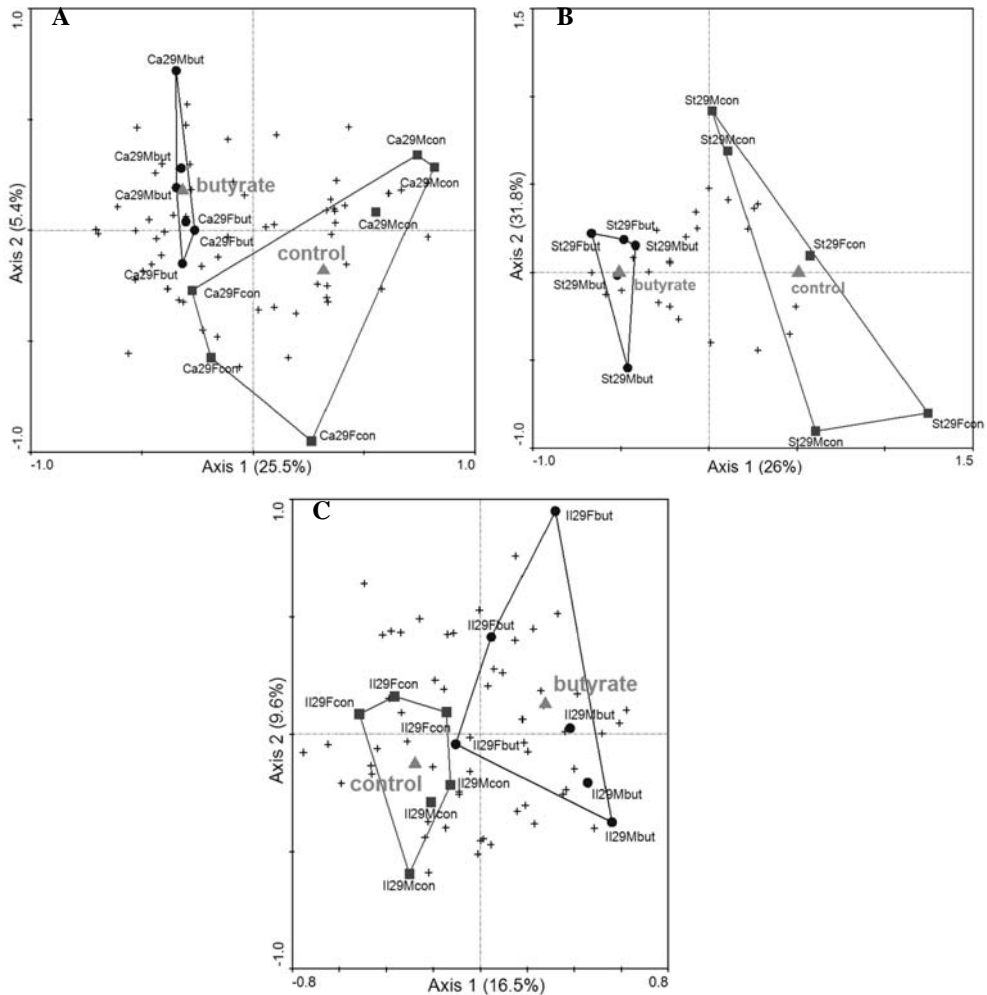 A
1.0
Ca29Mbut
Ca29Mcon
Ca29Mbut
Ca29Mcon
Ca29Mbut
butyrate
Ca29Mcon
Ca29Fbut
Ca29Fbut
control
Ca29Fbut
Ca29Fcon
Ca29Fcon
Ca29Fcon
Axis 2 (5.4%)
-1.0
-1.0
Axis 1 (25.5%)
1.0
B
1.5
St29Mcon
St29Mcon
St29Fbut
St29Fbut
St29Mbut
St29Fcon
St29Mbut
butyrate
control
St29Mbut
St29Fcon
St29Mcon
Axis 2 (31.8%)
-1.0
-1.0
Axis 1 (26%)
1.5
C
1.0
Il29Fbut
Il29Fbut
Il29Fcon
butyrate
Il29Fcon
Il29Mbut
Il29Fcon
Il29Fbut
control
Il29Mcon
Il29Mbut
Il29Mcon
Il29Mbut
Il29Mcon
Axis 2 (9.6%)
-1.0
-0.8
Axis 1 (16.5%)
0.8